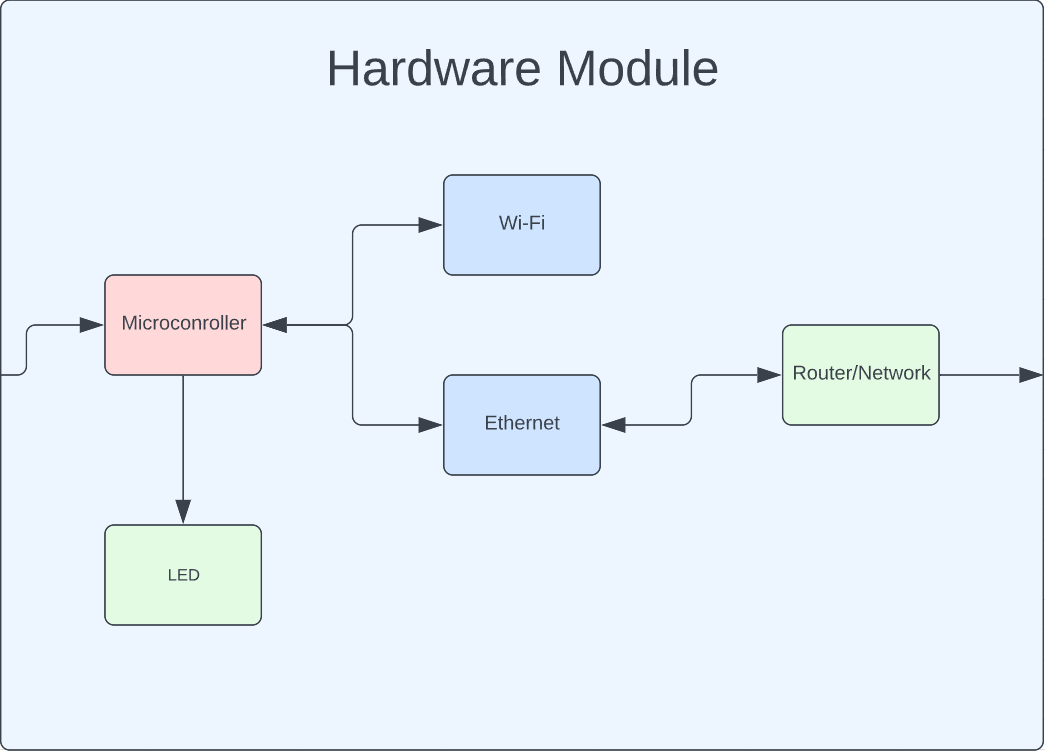 Hardware Module
Wi-Fi
Microconroller
Router/Network
Ethernet
LED